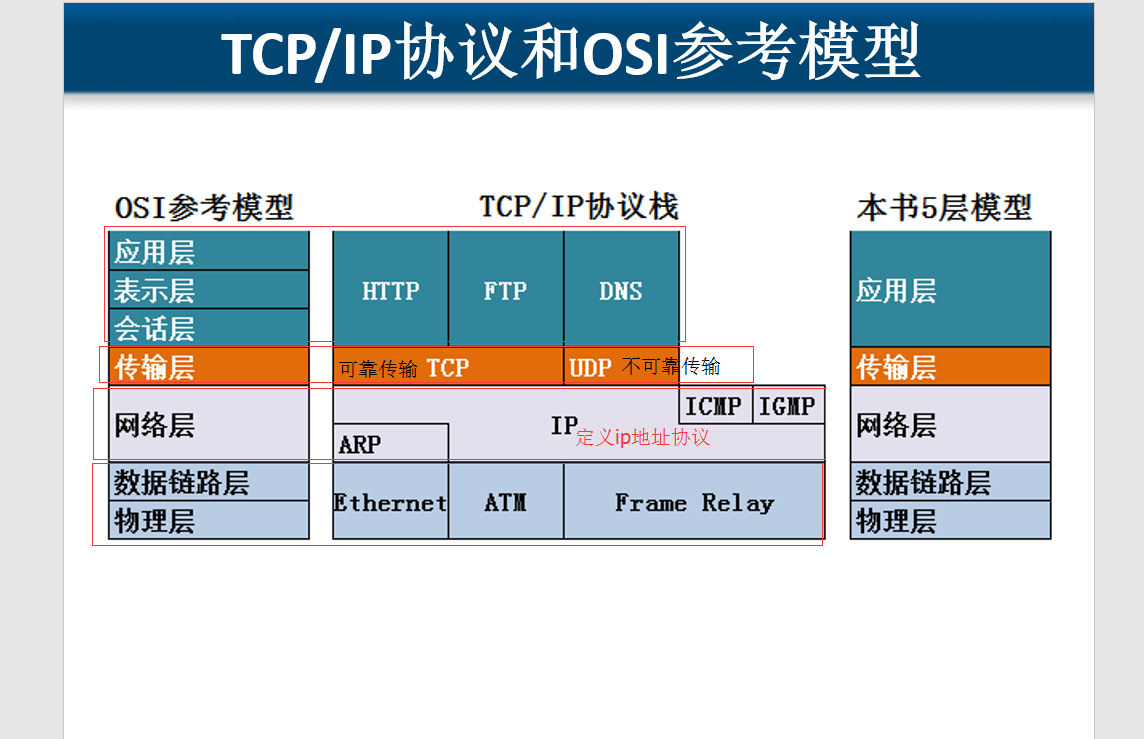 TCP/IP协议和OSI参考模型
OSI参考模型
TCP/IP协议栈
本书5层模型
应用层
表示层
会话层
HTTP
FTP
DNS
应用层
传输层
可靠传输 TCP
UDP 不可靠传输
传输层
网络层
ICMP
IGMP
IP
定义ip地址协议
ARP
网络层
数据链路层
物理层
Ethernet
ATM
Frame Relay
数据链路层
物理层